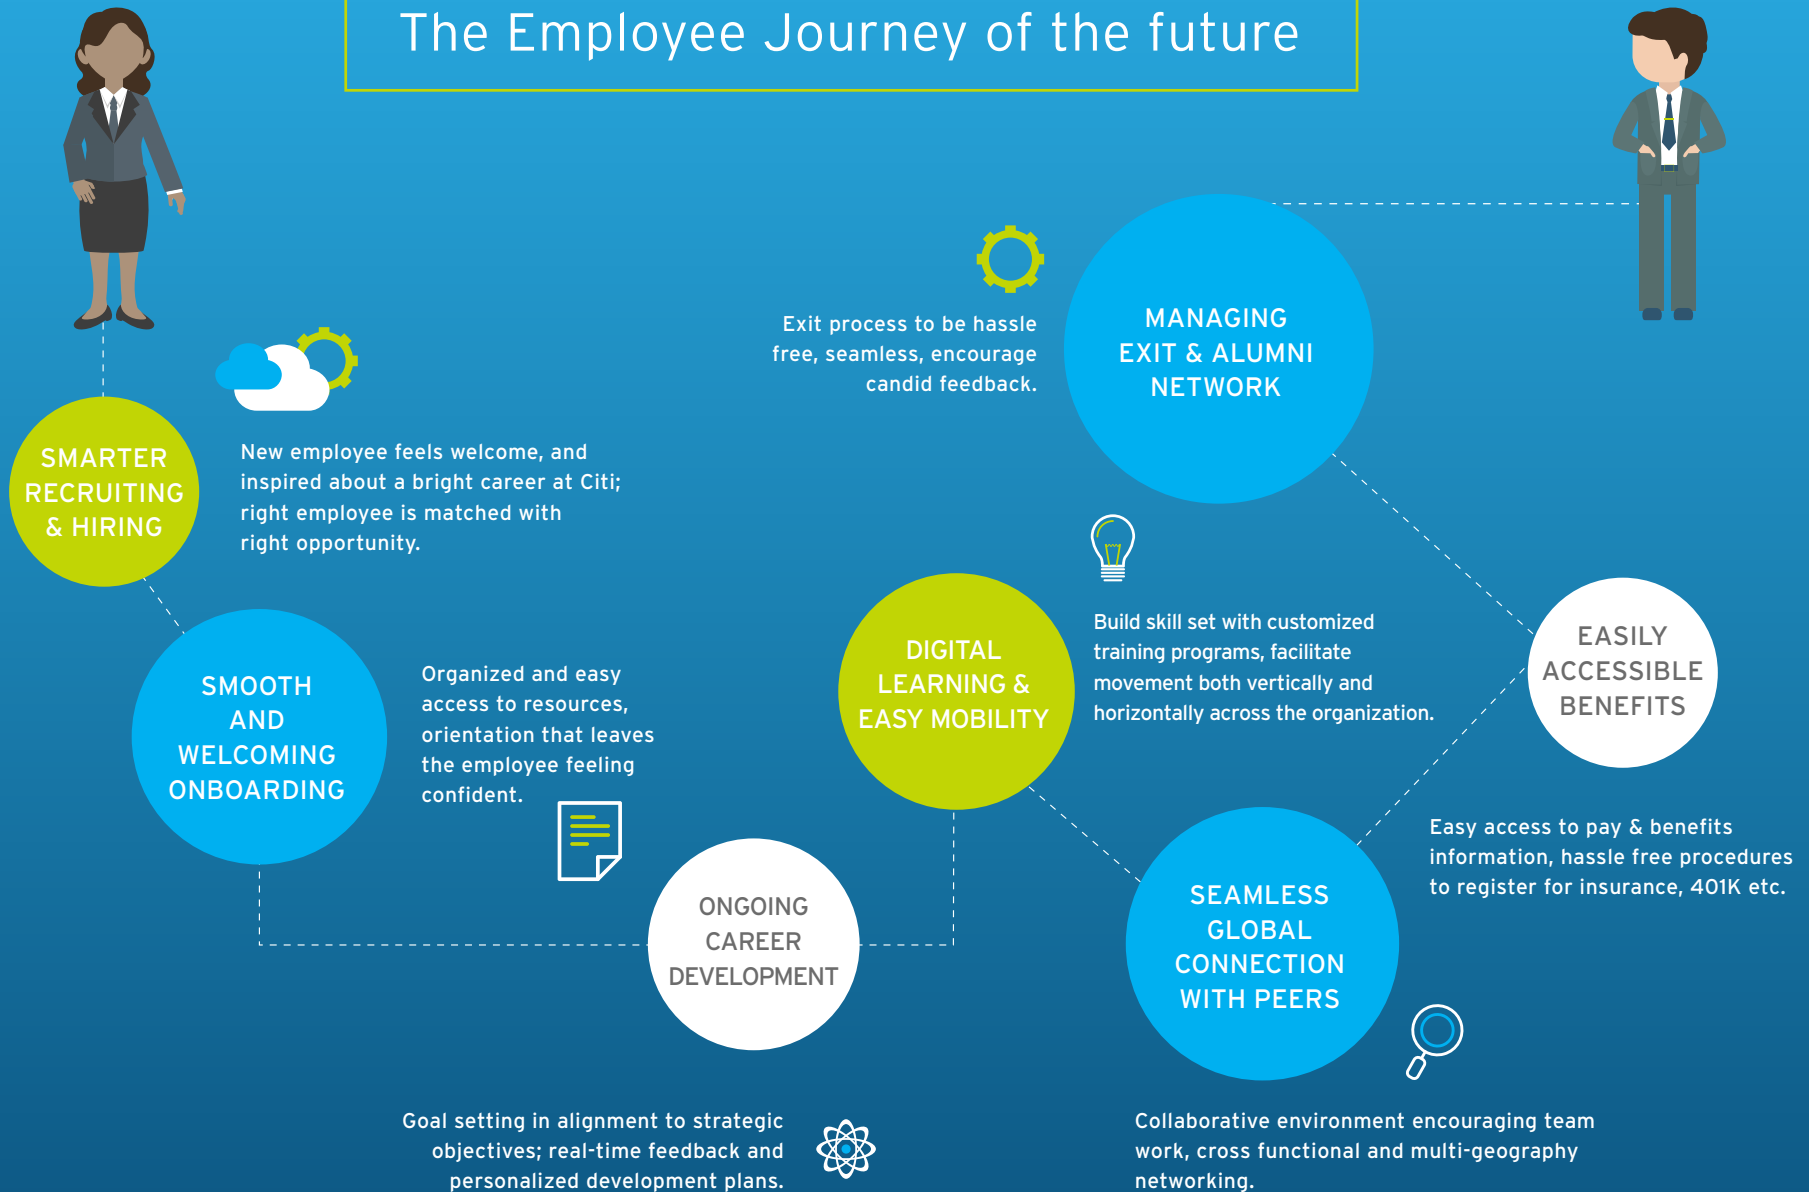 The Employee Journey of the future
SMARTER
RECRUITING
& HIRING
New employee feels welcome, and
inspired about a bright career at Citi;
right employee is matched with
right opportunity.
SMOOTH
AND
WELCOMING
ONBOARDING
Organized and easy
access to resources,
orientation that leaves
the employee feeling
confident.
ONGOING
CAREER
DEVELOPMENT
Goal setting in alignment to strategic
objectives; real-time feedback and
personalized development plans.
DIGITAL
LEARNING &
EASY MOBILITY
Build skill set with customized
training programs, facilitate
movement both vertically and
horizontally across the organization.
SEAMLESS
GLOBAL
CONNECTION
WITH PEERS
Collaborative environment encouraging team
work, cross functional and multi-geography
networking.
EASILY
ACCESSIBLE
BENEFITS
Easy access to pay & benefits
information, hassle free procedures
to register for insurance, 401K etc.
MANAGING
EXIT & ALUMNI
NETWORK
Exit process to be hassle
free, seamless, encourage
candid feedback.